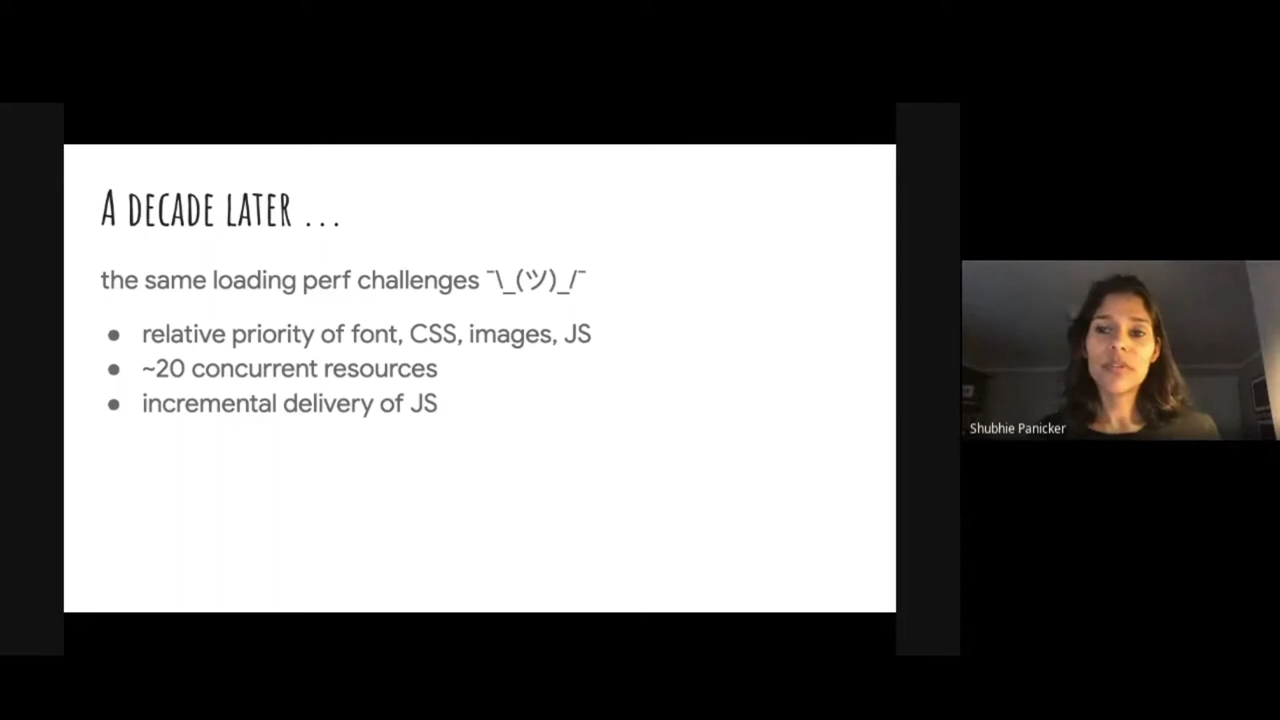 A DECADE LATER ...
the same loading perf challenges ¯\_(ツ)_/¯
● relative priority of font, CSS, images, JS
● ~20 concurrent resources
● incremental delivery of JS
Shubhie Panicker